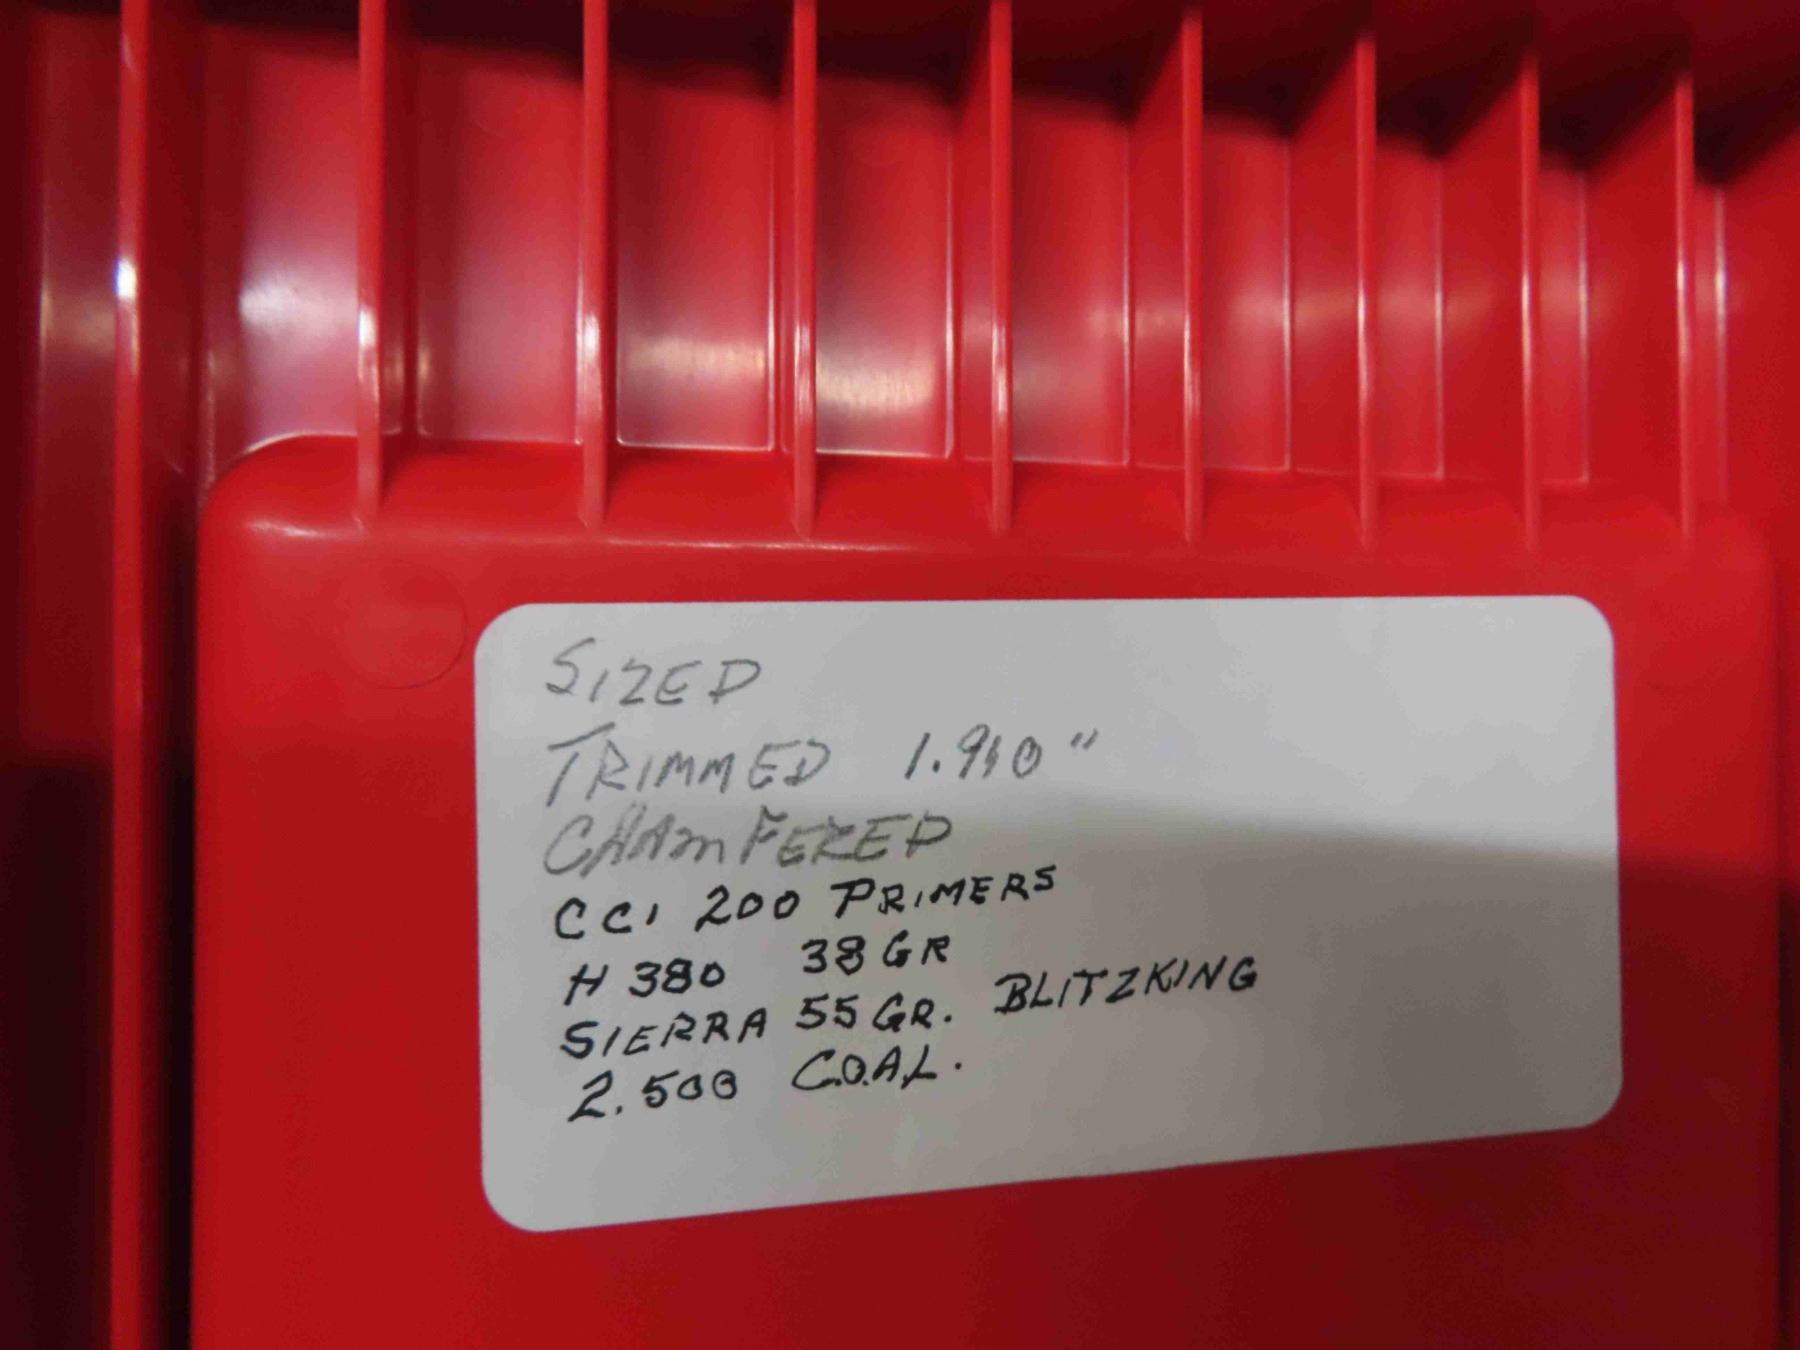 SIZED
TRIMMED 1.910"
CHAMFERED
CCI 200 PRIMERS
H 380 38 GR
SIERRA 55 GR. BLITZKING
2.500 C.O.A.L.